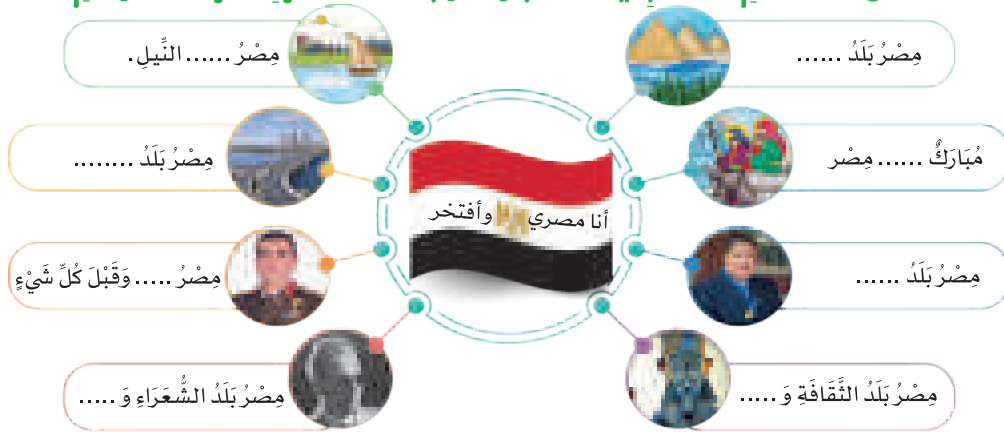 مِصْرُ بَلَدُ ......
مِصْرُ ...... النِّيلِ.
مُبَارَكٌ ...... مِصْر
مِصْرُ بَلَدُ ........
أنا مصري وأفتخر
مِصْرُ بَلَدُ ......
مِصْرُ ..... وَقَبْلَ كُلِّ شَيْءٍ
مِصْرُ بَلَدُ الثَّقَافَةِ وَ .....
مِصْرُ بَلَدُ الشُّعَرَاءِ وَ .....